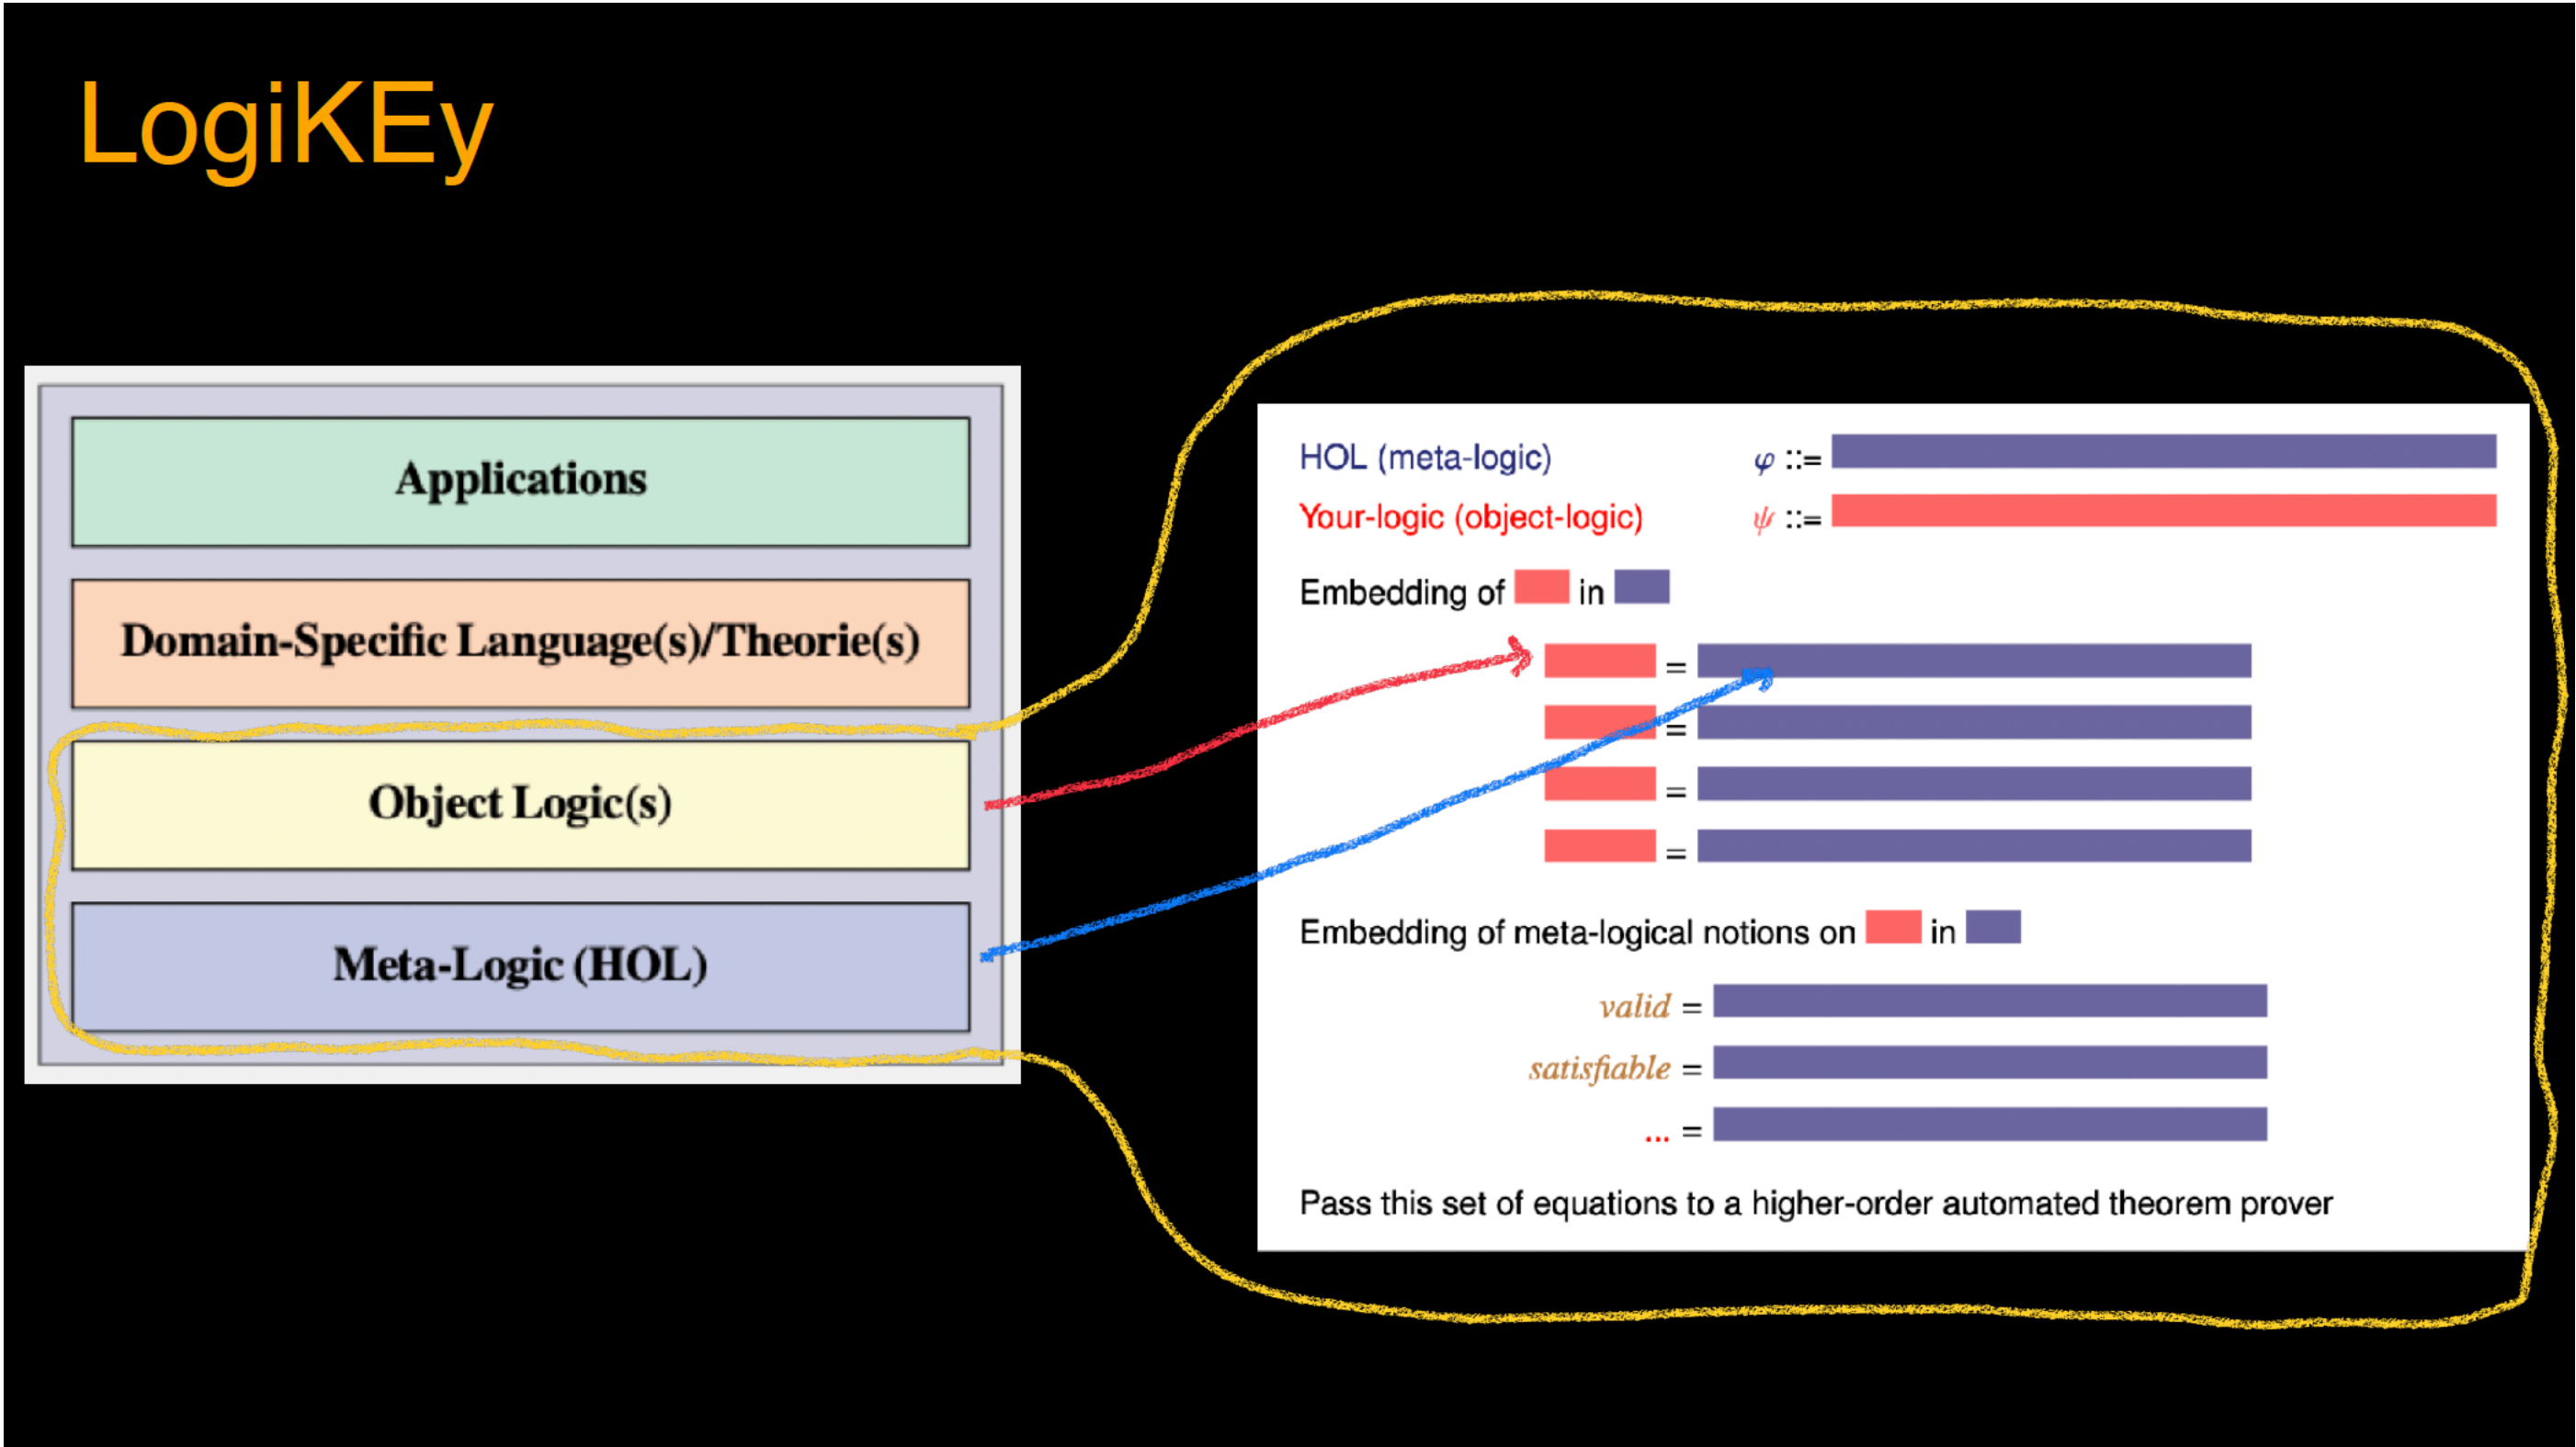 LogiKEy
Applications
Domain-Specific Language(s)/Theorie(s)
Object Logic(s)
Meta-Logic (HOL)
HOL (meta-logic) φ ::=
Your-logic (object-logic) ψ ::=
Embedding of in
=
=
=
=
Embedding of meta-logical notions on in
valid =
satisfiable =
... =
Pass this set of equations to a higher-order automated theorem prover